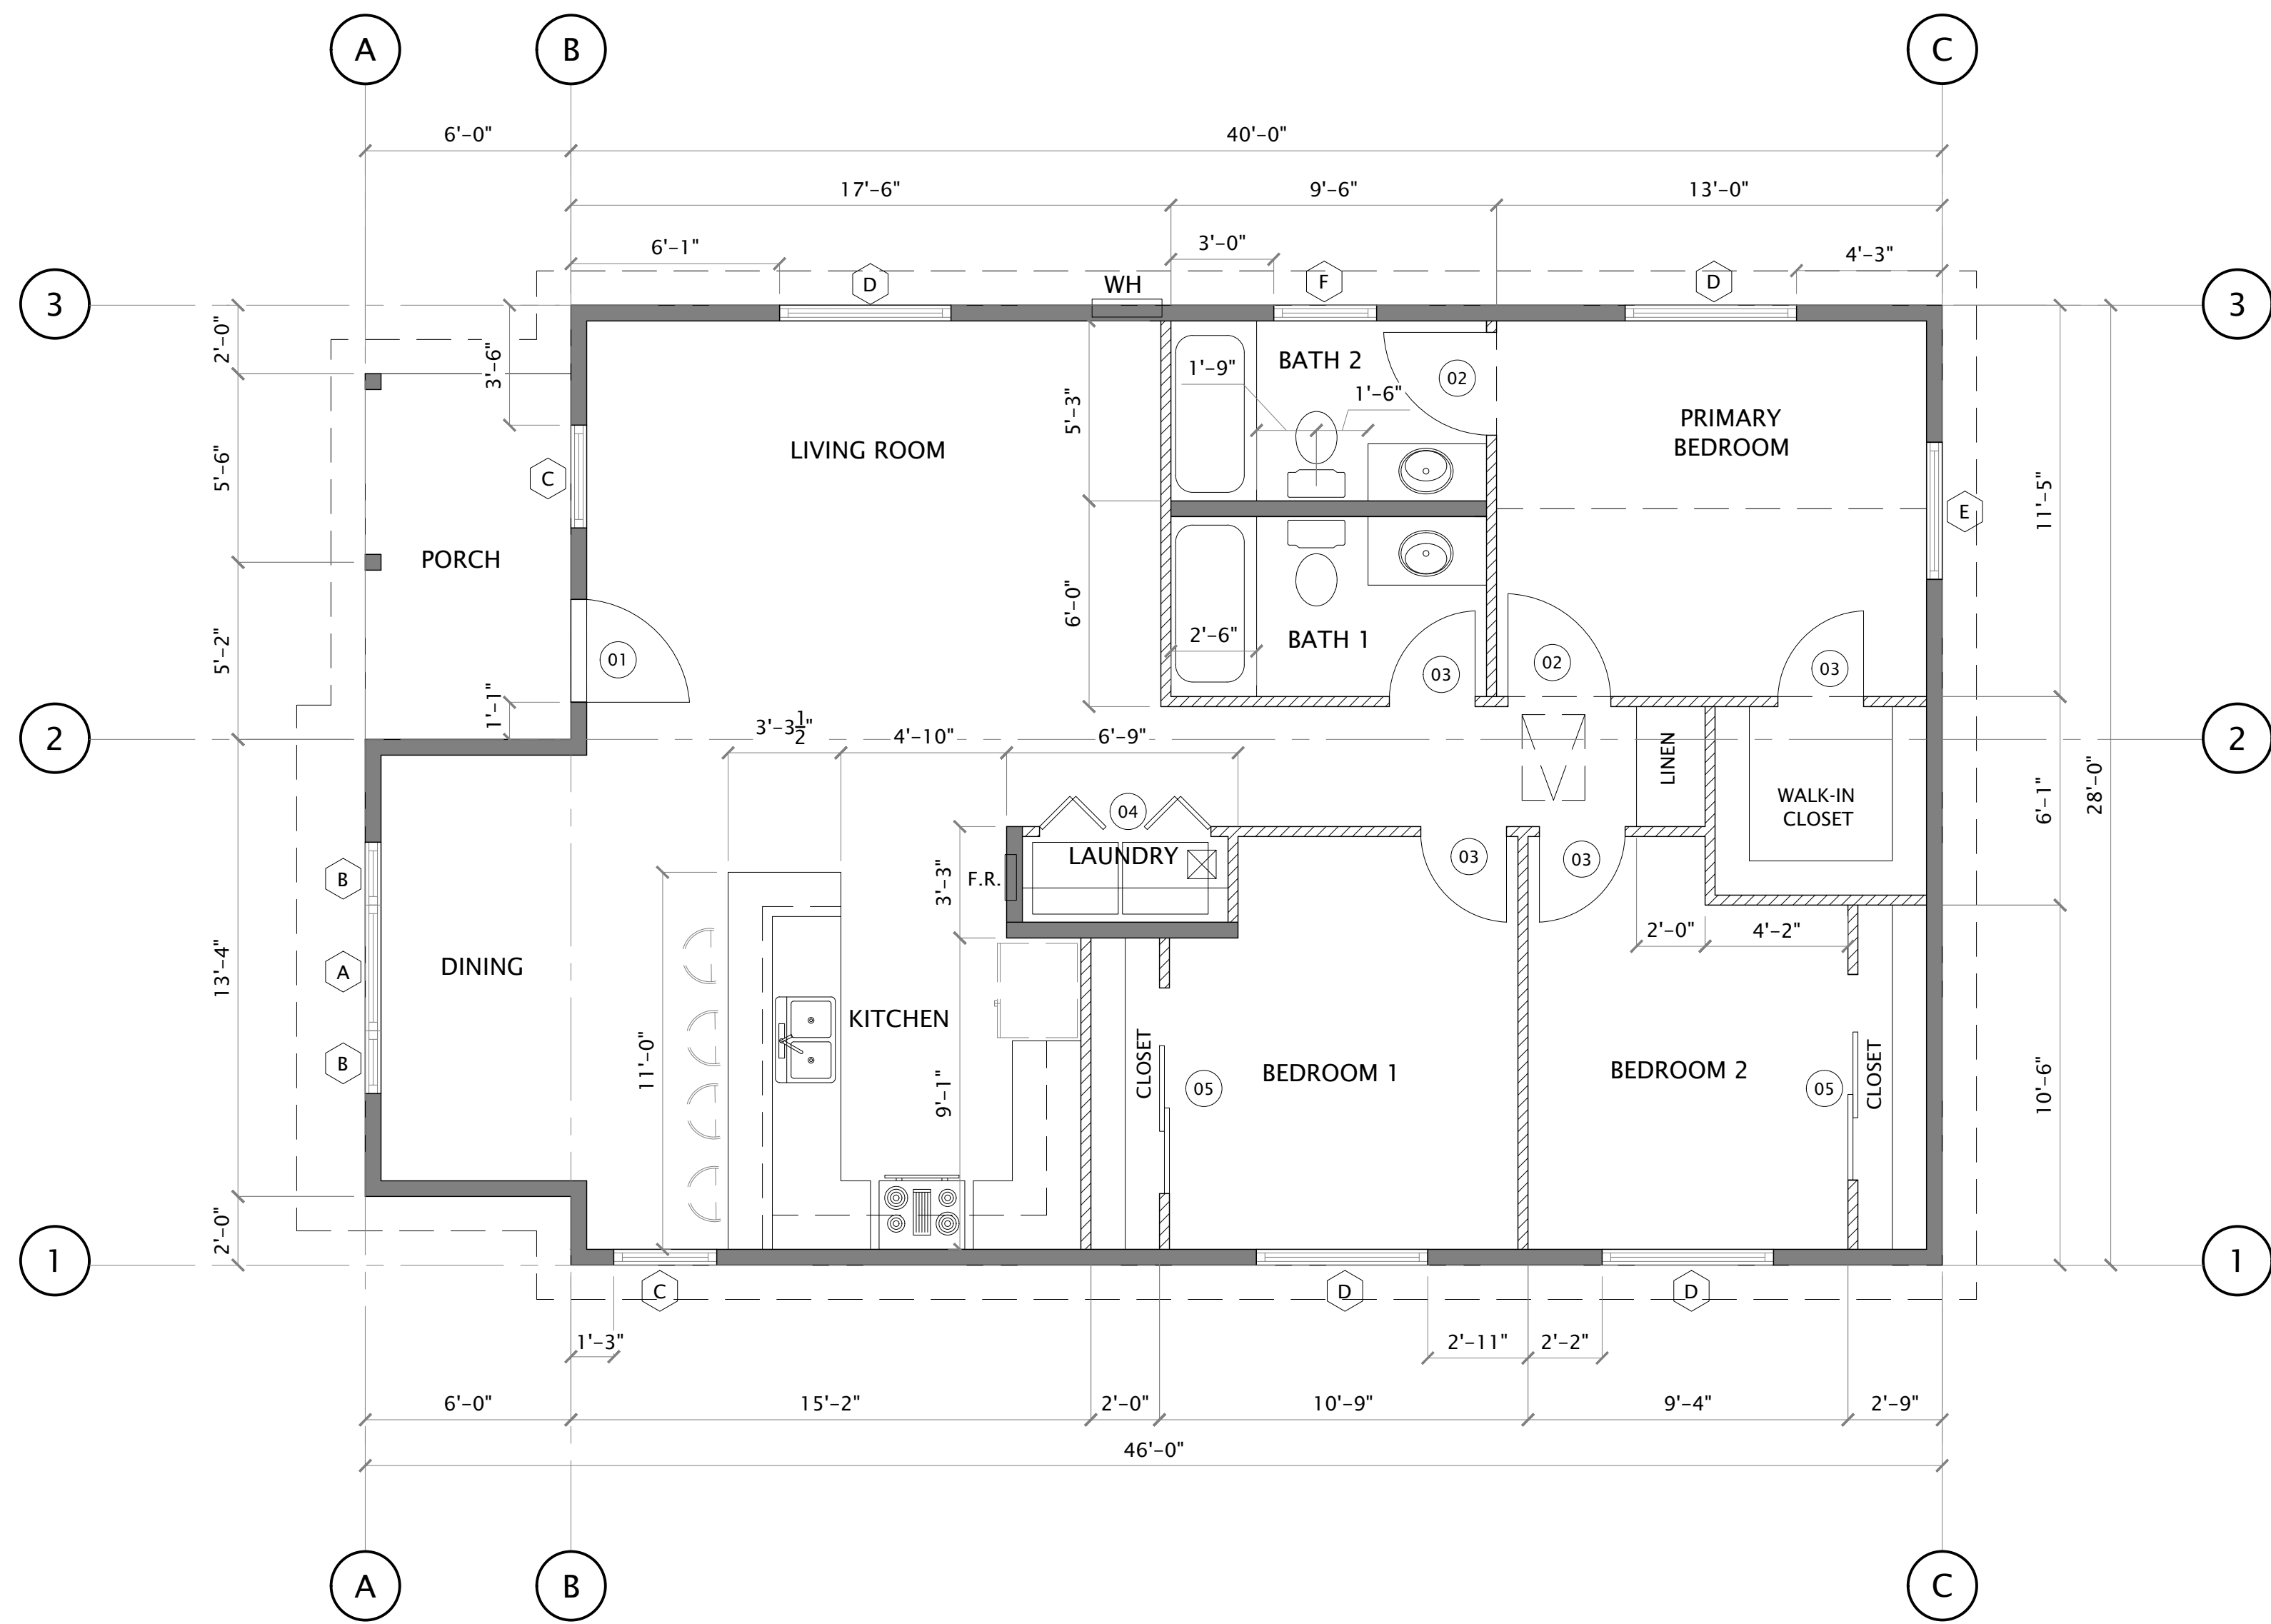 A
B
C
6'-0"
40'-0"
17'-6"
9'-6"
13'-0"
6'-1"
3'-0"
4'-3"
D
WH
F
D
3
3
2'-0"
3'-6"
BATH 2
1'-9"
1'-6"
02
5'-3"
PRIMARY
BEDROOM
LIVING ROOM
5'-6"
C
11'-5"
E
PORCH
6'-0"
2'-6"
BATH 1
01
03
02
03
5'-2"
1'-1"
3'-3½"
4'-10"
6'-9"
2
2
LINEN
WALK-IN
CLOSET
6'-1"
28'-0"
04
LAUNDRY
F.R.
3'-3"
03
03
B
2'-0"
4'-2"
DINING
A
13'-4"
KITCHEN
11'-0"
9'-1"
CLOSET
BEDROOM 1
BEDROOM 2
05
05
CLOSET
10'-6"
B
2'-0"
1
1
C
D
D
1'-3"
2'-11"
2'-2"
6'-0"
15'-2"
2'-0"
10'-9"
9'-4"
2'-9"
46'-0"
A
B
C